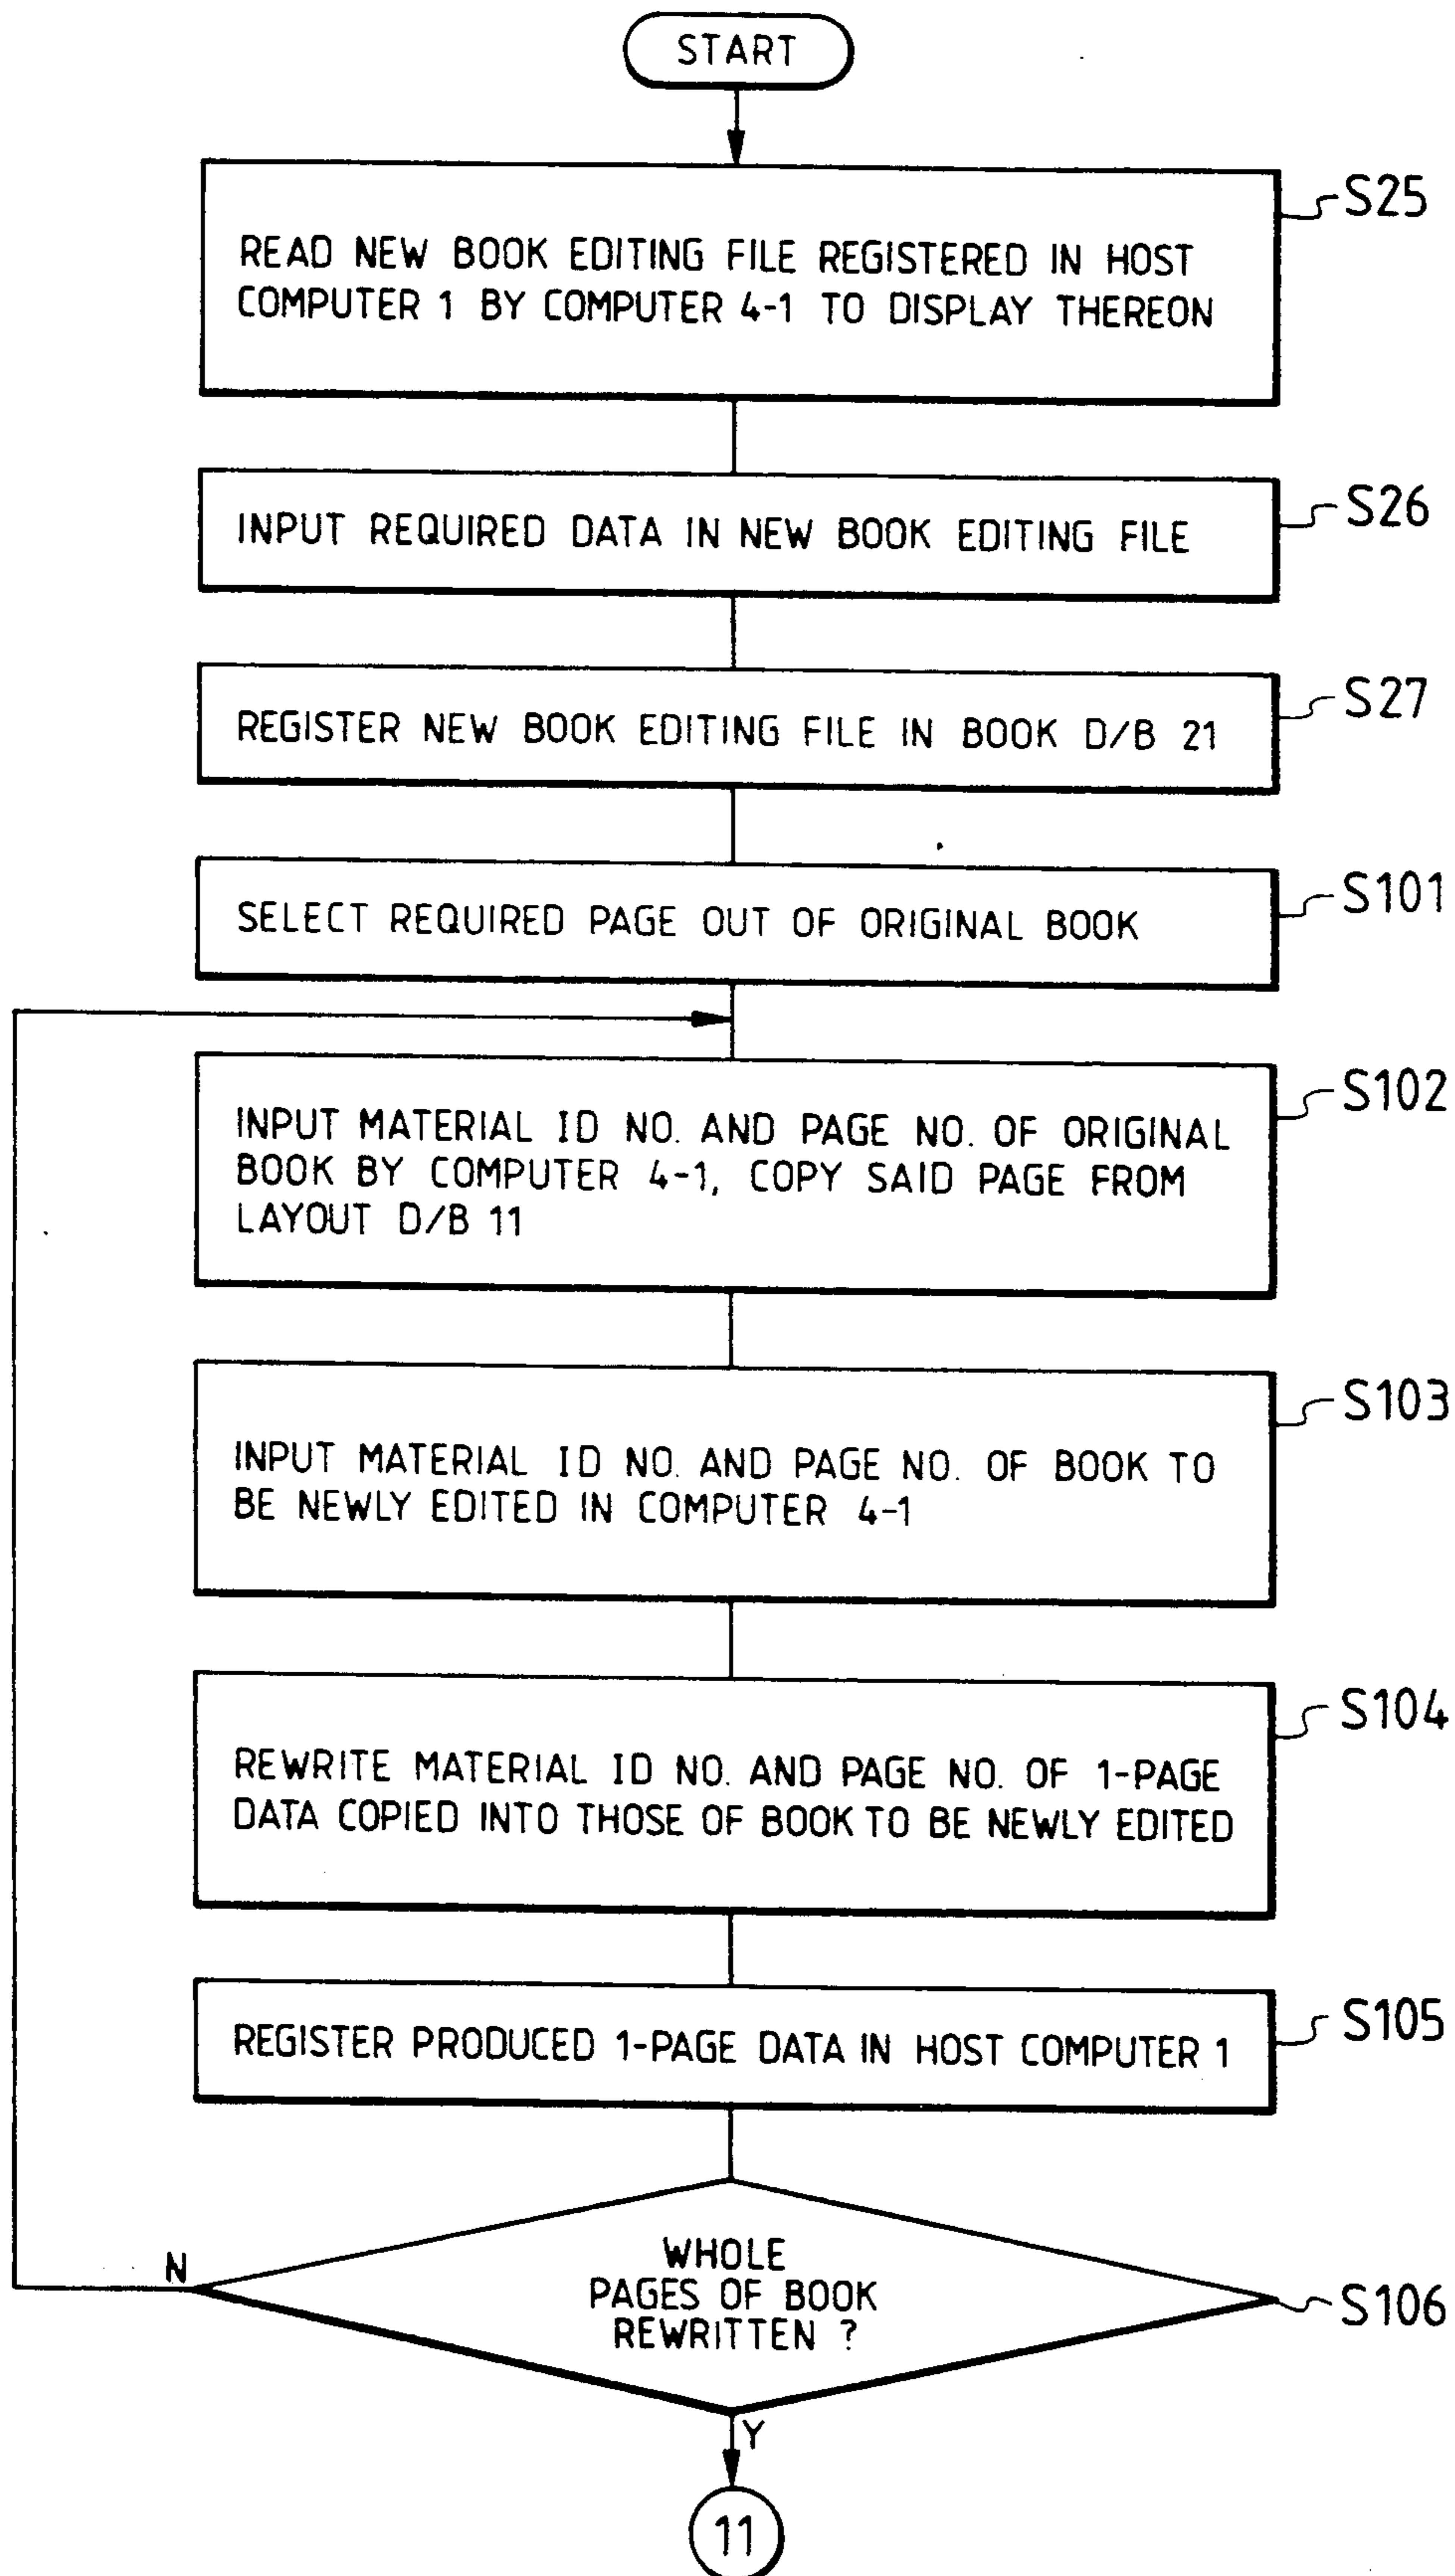 START
S25
READ NEW BOOK EDITING FILE REGISTERED IN HOST
COMPUTER 1 BY COMPUTER 4-1 TO DISPLAY THEREON
S26
INPUT REQUIRED DATA IN NEW BOOK EDITING FILE
S27
REGISTER NEW BOOK EDITING FILE IN BOOK D/B 21
S101
SELECT REQUIRED PAGE OUT OF ORIGINAL BOOK
S102
INPUT MATERIAL ID NO. AND PAGE NO. OF ORIGINAL
BOOK BY COMPUTER 4-1, COPY SAID PAGE FROM
LAYOUT D/B 11
S103
INPUT MATERIAL ID NO. AND PAGE NO. OF BOOK TO
BE NEWLY EDITED IN COMPUTER 4-1
S104
REWRITE MATERIAL ID NO. AND PAGE NO. OF 1-PAGE
DATA COPIED INTO THOSE OF BOOK TO BE NEWLY EDITED
S105
REGISTER PRODUCED 1-PAGE DATA IN HOST COMPUTER 1
N
WHOLE
PAGES OF BOOK
REWRITTEN ?
S106
Y
11